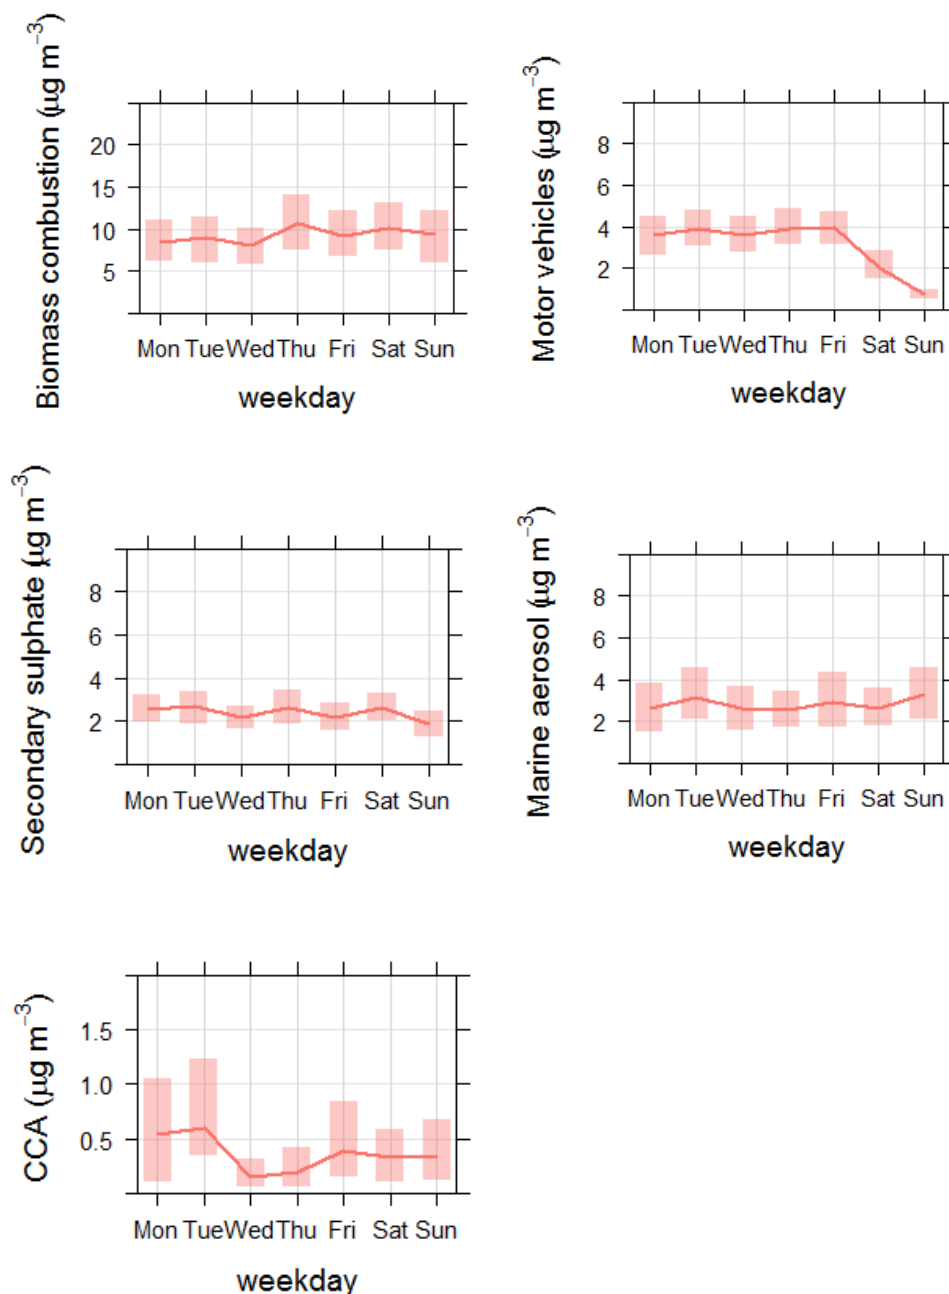 Biomass combustion (µg m⁻³)
20
15
10
5
Mon Tue Wed Thu Fri Sat Sun
weekday
Motor vehicles (µg m⁻³)
8
6
4
2
Mon Tue Wed Thu Fri Sat Sun
weekday
Secondary sulphate (µg m⁻³)
8
6
4
2
Mon Tue Wed Thu Fri Sat Sun
weekday
Marine aerosol (µg m⁻³)
8
6
4
2
Mon Tue Wed Thu Fri Sat Sun
weekday
CCA (µg m⁻³)
1.5
1.0
0.5
Mon Tue Wed Thu Fri Sat Sun
weekday